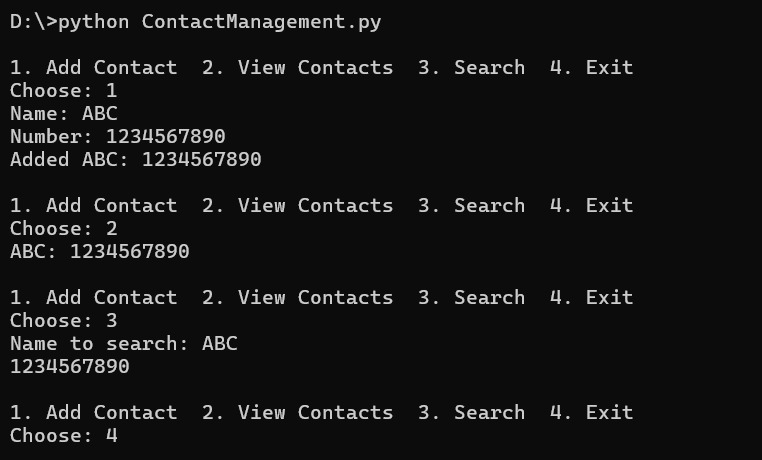 D:\>python ContactManagement.py
1. Add Contact  2. View Contacts  3. Search  4. Exit
Choose: 1
Name: ABC
Number: 1234567890
Added ABC: 1234567890
1. Add Contact  2. View Contacts  3. Search  4. Exit
Choose: 2
ABC: 1234567890
1. Add Contact  2. View Contacts  3. Search  4. Exit
Choose: 3
Name to search: ABC
1234567890
1. Add Contact  2. View Contacts  3. Search  4. Exit
Choose: 4